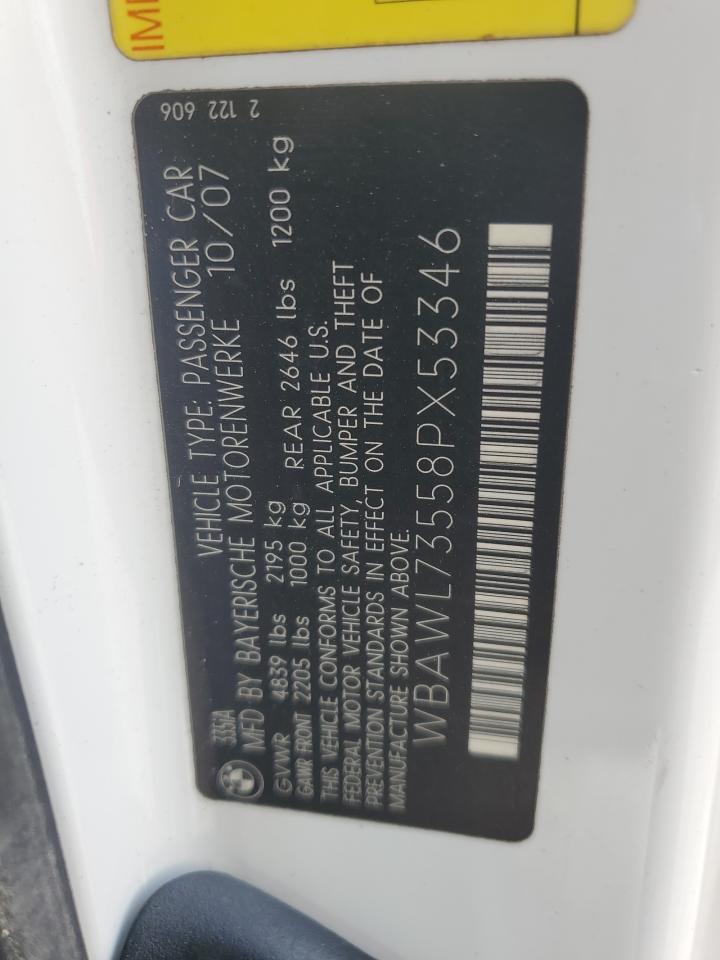 IMP
2 122 606
VEHICLE TYPE: PASSENGER CAR
335iA
MFD BY BAYERISCHE MOTORENWERKE 10/07
GVWR 4839 lbs 2195 kg
GAWR FRONT 2205 lbs 1000 kg REAR 2646 lbs 1200 kg
THIS VEHICLE CONFORMS TO ALL APPLICABLE U.S.
FEDERAL MOTOR VEHICLE SAFETY, BUMPER AND THEFT
PREVENTION STANDARDS IN EFFECT ON THE DATE OF
MANUFACTURE SHOWN ABOVE.
WBAWL73558PX53346